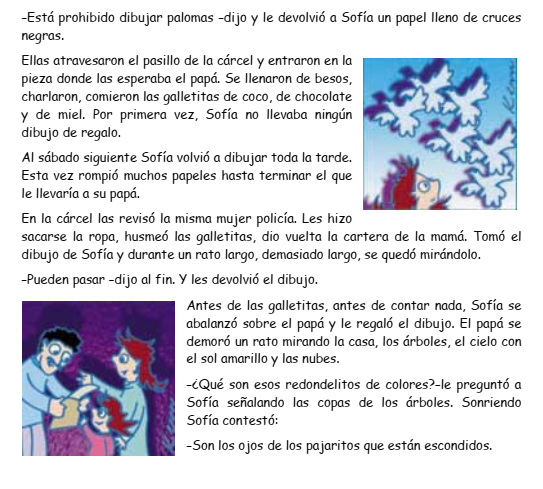 –Está prohibido dibujar palomas –dijo y le devolvió a Sofía un papel lleno de cruces
negras.
Ellas atravesaron el pasillo de la cárcel y entraron en la
pieza donde las esperaba el papá. Se llenaron de besos,
charlaron, comieron las galletitas de coco, de chocolate
y de miel. Por primera vez, Sofía no llevaba ningún
dibujo de regalo.
Al sábado siguiente Sofía volvió a dibujar toda la tarde.
Esta vez rompió muchos papeles hasta terminar el que
le llevaría a su papá.
En la cárcel las revisó la misma mujer policía. Les hizo
sacarse la ropa, husmeó las galletitas, dio vuelta la cartera de la mamá. Tomó el
dibujo de Sofía y durante un rato largo, demasiado largo, se quedó mirándolo.
–Pueden pasar –dijo al fin. Y les devolvió el dibujo.
Antes de las galletitas, antes de contar nada, Sofía se
abalanzó sobre el papá y le regaló el dibujo. El papá se
demoró un rato mirando la casa, los árboles, el cielo con
el sol amarillo y las nubes.
–¿Qué son esos redondelitos de colores?–le preguntó a
Sofía señalando las copas de los árboles. Sonriendo
Sofía contestó:
–Son los ojos de los pajaritos que están escondidos.